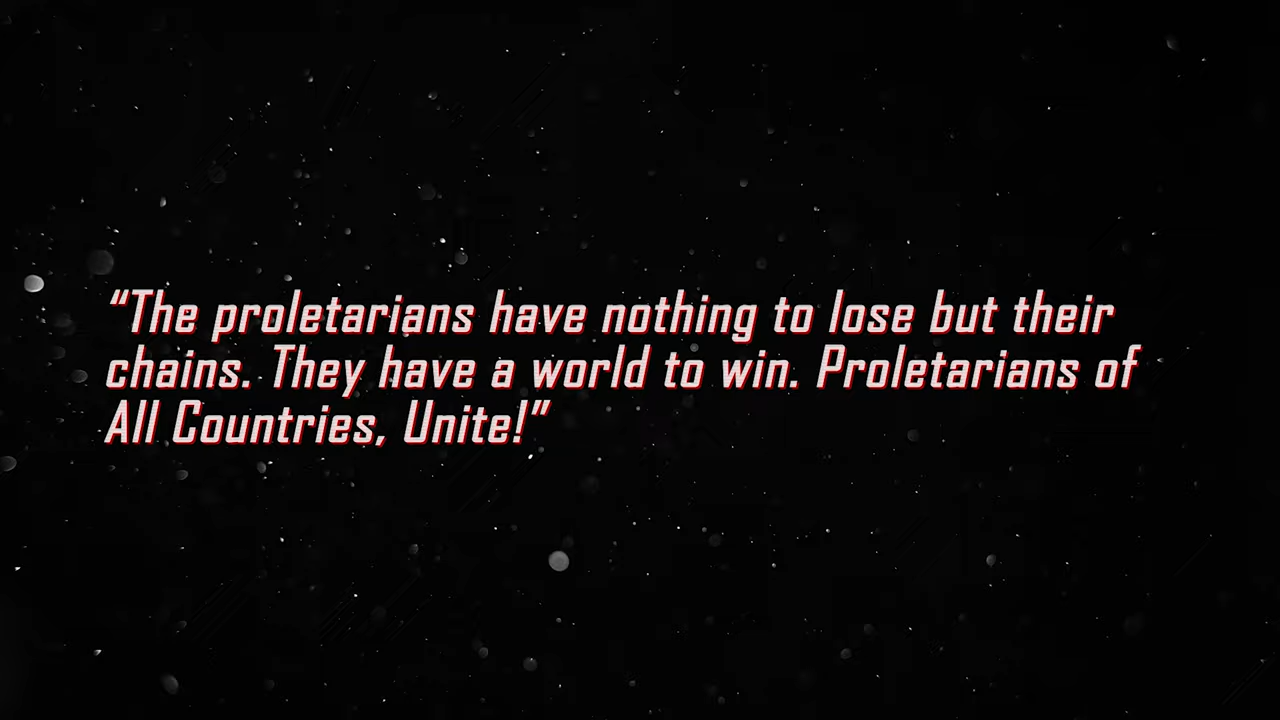 “The proletarians have nothing to lose but their
chains. They have a world to win. Proletarians of
All Countries, Unite!”